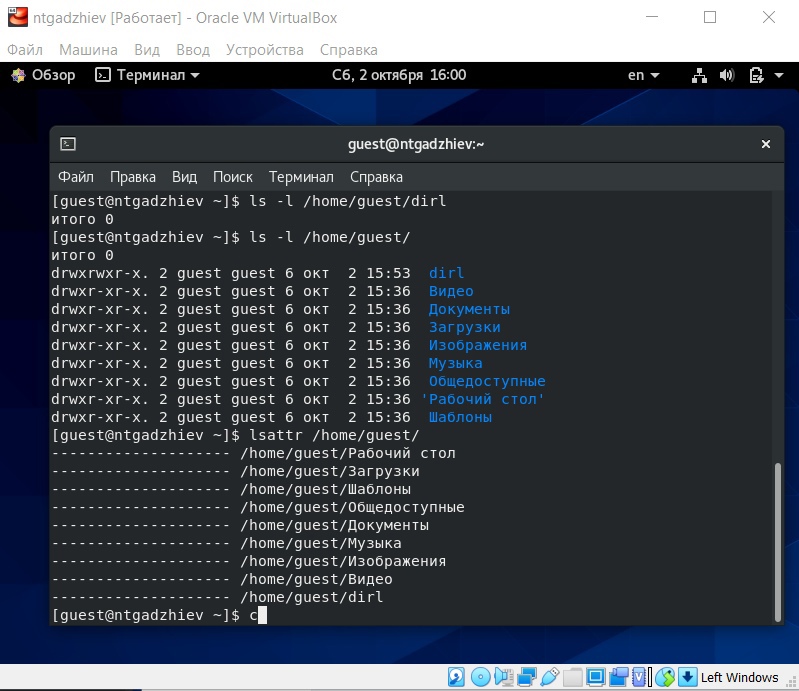 ntgadzhiev [Работает] - Oracle VM VirtualBox
Файл Машина Вид Ввод Устройства Справка
Обзор Терминал Сб, 2 октября 16:00 en
guest@ntgadzhiev:~
Файл Правка Вид Поиск Терминал Справка
[guest@ntgadzhiev ~]$ ls -l /home/guest/dirl
итого 0
[guest@ntgadzhiev ~]$ ls -l /home/guest/
итого 0
drwxrwxr-x. 2 guest guest 6 окт  2 15:53  dirl
drwxr-xr-x. 2 guest guest 6 окт  2 15:36  Видео
drwxr-xr-x. 2 guest guest 6 окт  2 15:36  Документы
drwxr-xr-x. 2 guest guest 6 окт  2 15:36  Загрузки
drwxr-xr-x. 2 guest guest 6 окт  2 15:36  Изображения
drwxr-xr-x. 2 guest guest 6 окт  2 15:36  Музыка
drwxr-xr-x. 2 guest guest 6 окт  2 15:36  Общедоступные
drwxr-xr-x. 2 guest guest 6 окт  2 15:36 'Рабочий стол'
drwxr-xr-x. 2 guest guest 6 окт  2 15:36  Шаблоны
[guest@ntgadzhiev ~]$ lsattr /home/guest/
-------------------- /home/guest/Рабочий стол
-------------------- /home/guest/Загрузки
-------------------- /home/guest/Шаблоны
-------------------- /home/guest/Общедоступные
-------------------- /home/guest/Документы
-------------------- /home/guest/Музыка
-------------------- /home/guest/Изображения
-------------------- /home/guest/Видео
-------------------- /home/guest/dirl
[guest@ntgadzhiev ~]$ c
Left Windows